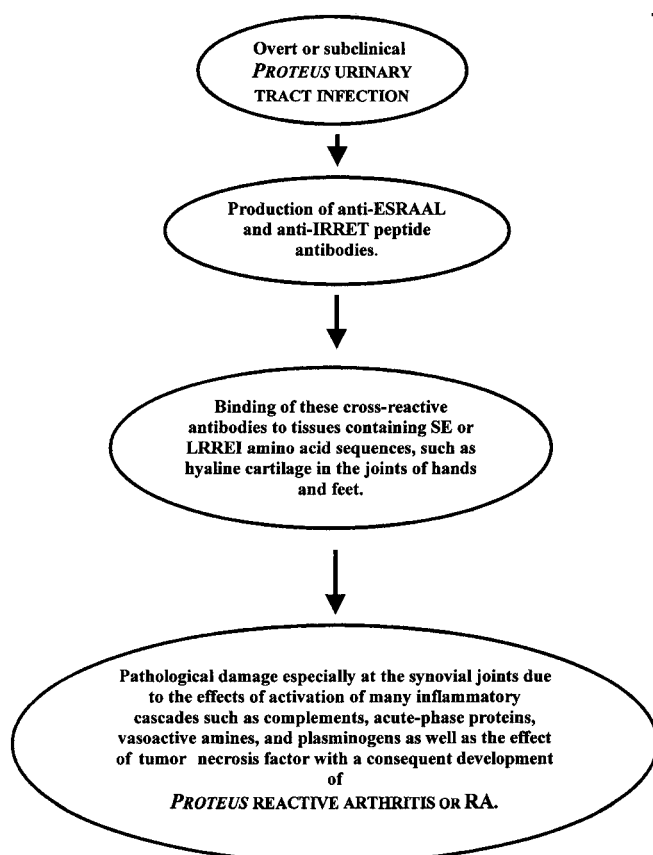 Overt or subclinical
PROTEUS URINARY
TRACT INFECTION
Production of anti-ESRAAL
and anti-IRRET peptide
antibodies.
Binding of these cross-reactive
antibodies to tissues containing SE or
LRREI amino acid sequences, such as
hyaline cartilage in the joints of hands
and feet.
Pathological damage especially at the synovial joints due
to the effects of activation of many inflammatory
cascades such as complements, acute-phase proteins,
vasoactive amines, and plasminogens as well as the effect
of tumor necrosis factor with a consequent development
of
PROTEUS REACTIVE ARTHRITIS OR RA.